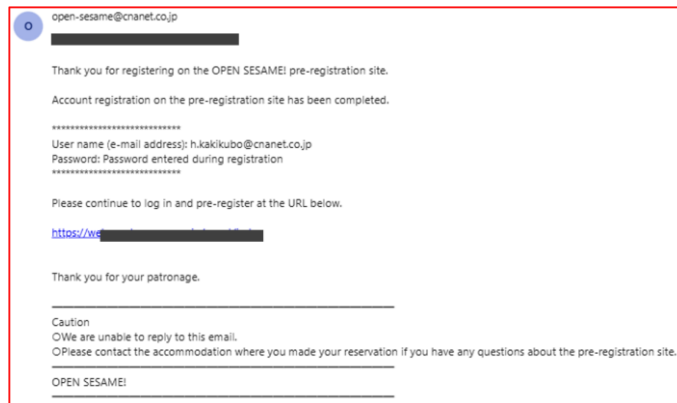 O
open-sesame@cnanet.co.jp
Thank you for registering on the OPEN SESAME! pre-registration site.
Account registration on the pre-registration site has been completed.
****************************
User name (e-mail address): h.kakikubo@cnanet.co.jp
Password: Password entered during registration
****************************
Please continue to log in and pre-register at the URL below.
https://we
Thank you for your patronage.
Caution
○We are unable to reply to this email.
○Please contact the accommodation where you made your reservation if you have any questions about the pre-registration site.
OPEN SESAME!